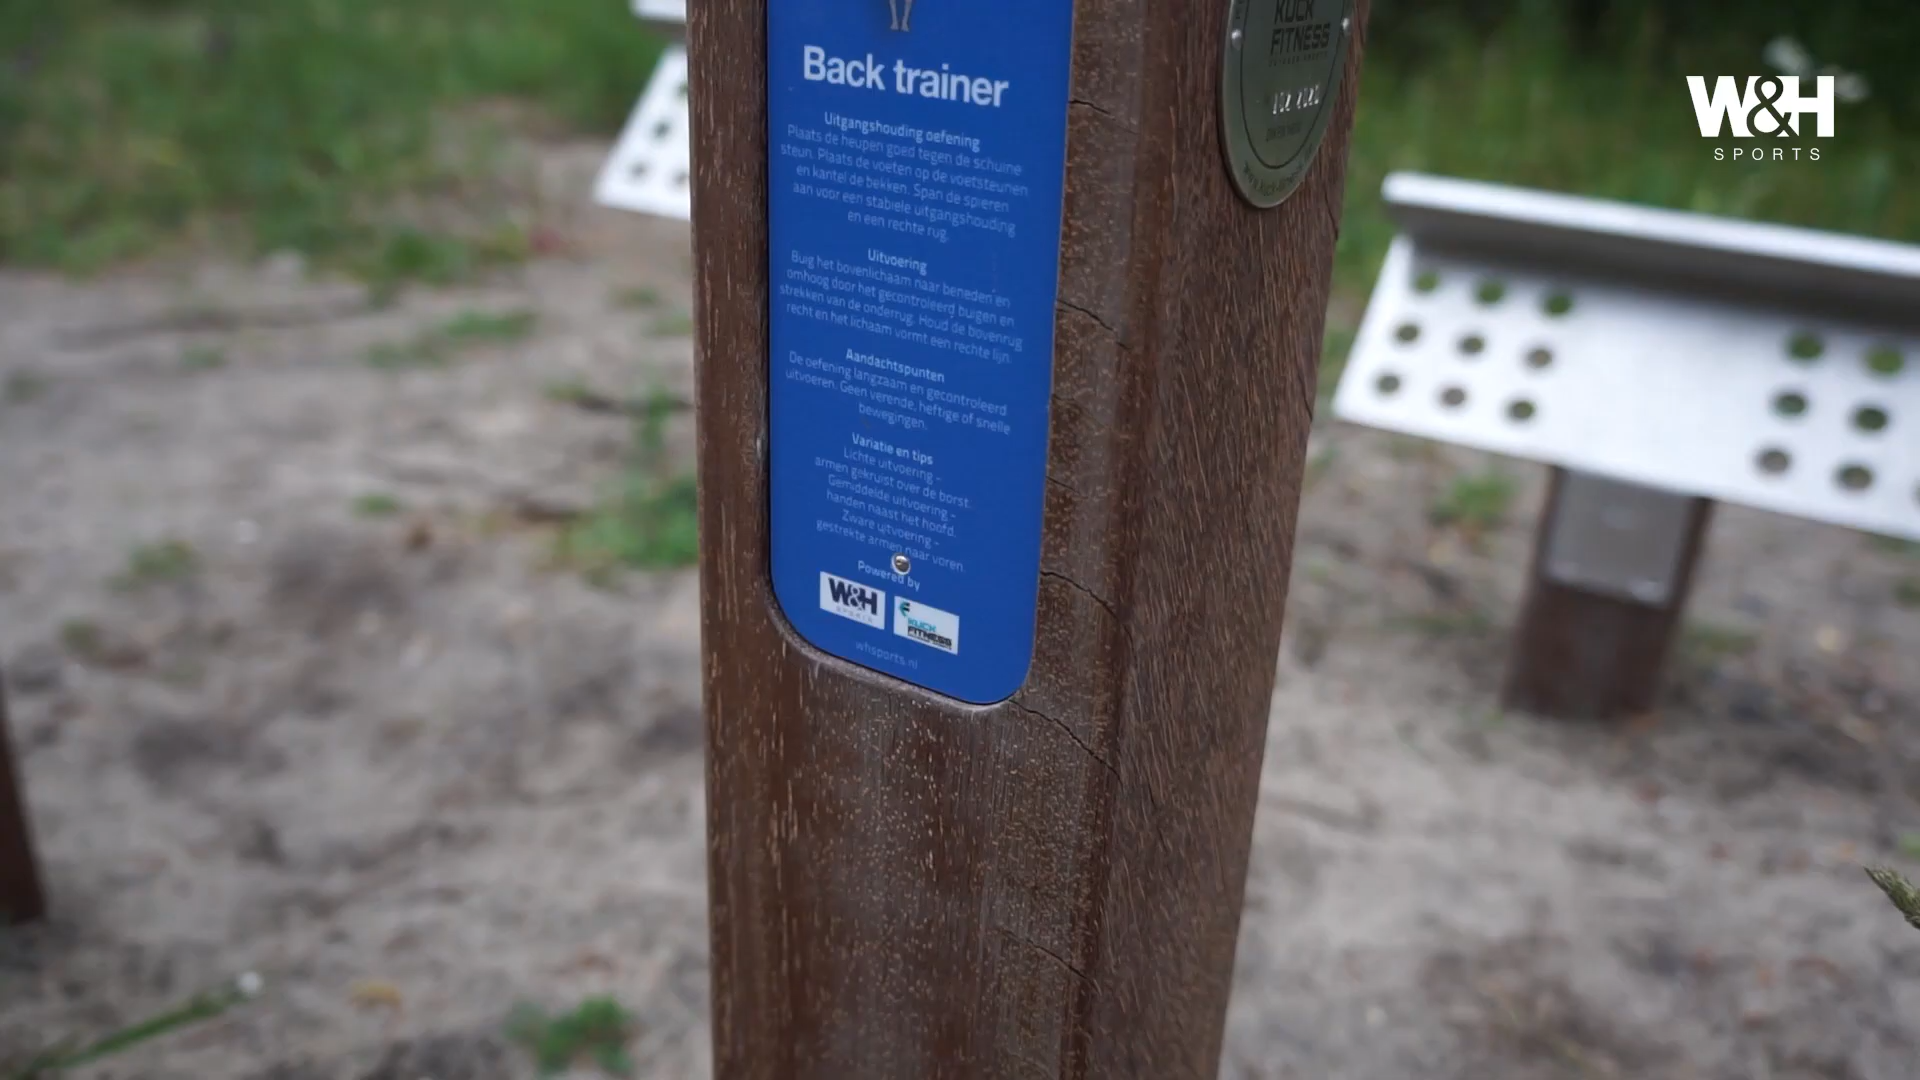 KUCK
FITNESS
W&H
SPORTS
Back trainer
Uitgangshouding oefening
Plaats de heupen goed tegen de schuine
steun. Plaats de voeten op de voetsteunen
en kantel de bekken. Span de spieren
aan voor een stabiele uitgangshouding
en een rechte rug.
Uitvoering
Buig het bovenlichaam naar beneden en
omhoog door het gecontroleerd buigen en
strekken van de onderrug. Houd de bovenrug
recht en het lichaam vormt een rechte lijn.
Aandachtspunten
De oefening langzaam en gecontroleerd
uitvoeren. Geen verende, heftige of snelle
bewegingen.
Variatie en tips
Lichte uitvoering -
armen gekruist over de borst.
Gemiddelde uitvoering -
handen naast het hoofd.
Zware uitvoering -
gestrekte armen naar voren
Powered by
W&H
SPORTS
KUCK
FITNESS
whsports.nl